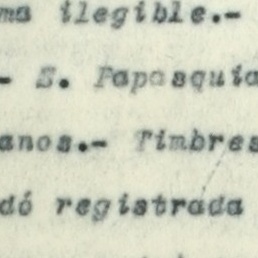 ma ilegible.-
- S. Papasquia
anos.- Timbres
dó registrada